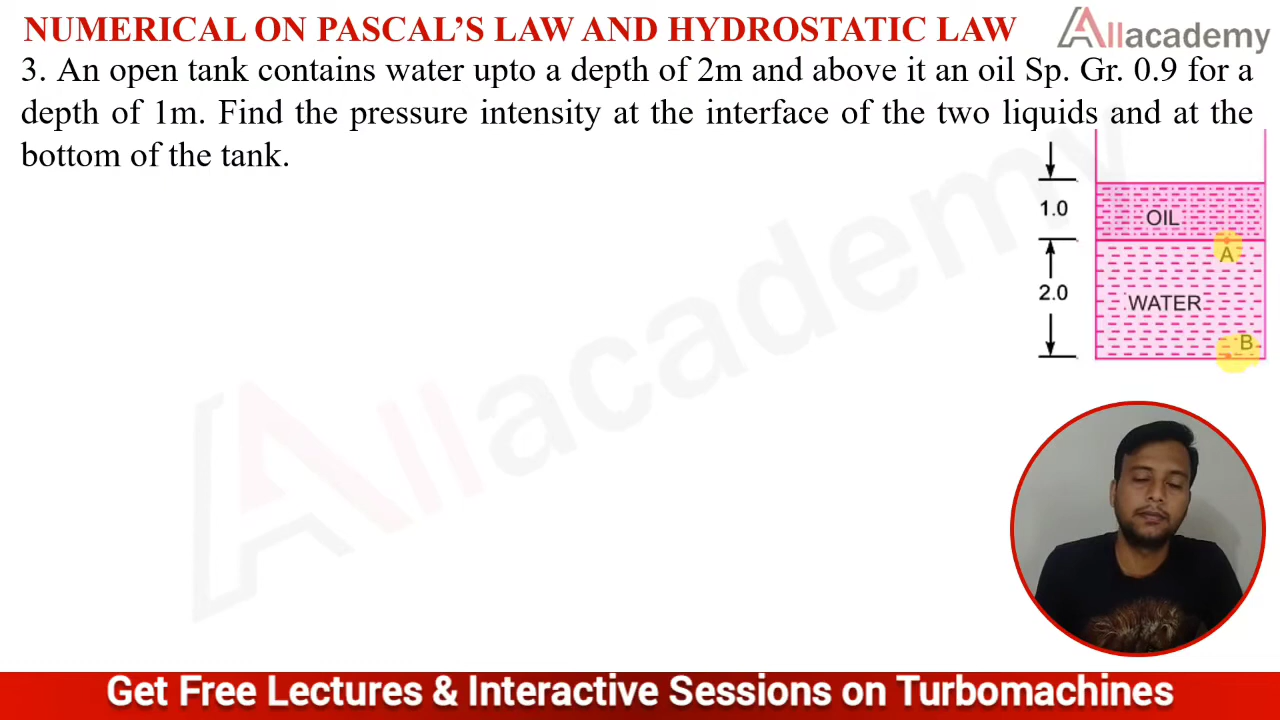 NUMERICAL ON PASCAL'S LAW AND HYDROSTATIC LAW
Allacademy
3. An open tank contains water upto a depth of 2m and above it an oil Sp. Gr. 0.9 for a
depth of 1m. Find the pressure intensity at the interface of the two liquids and at the
bottom of the tank.
1.0
OIL
A
2.0
WATER
B
Allacademy
Get Free Lectures & Interactive Sessions on Turbomachines